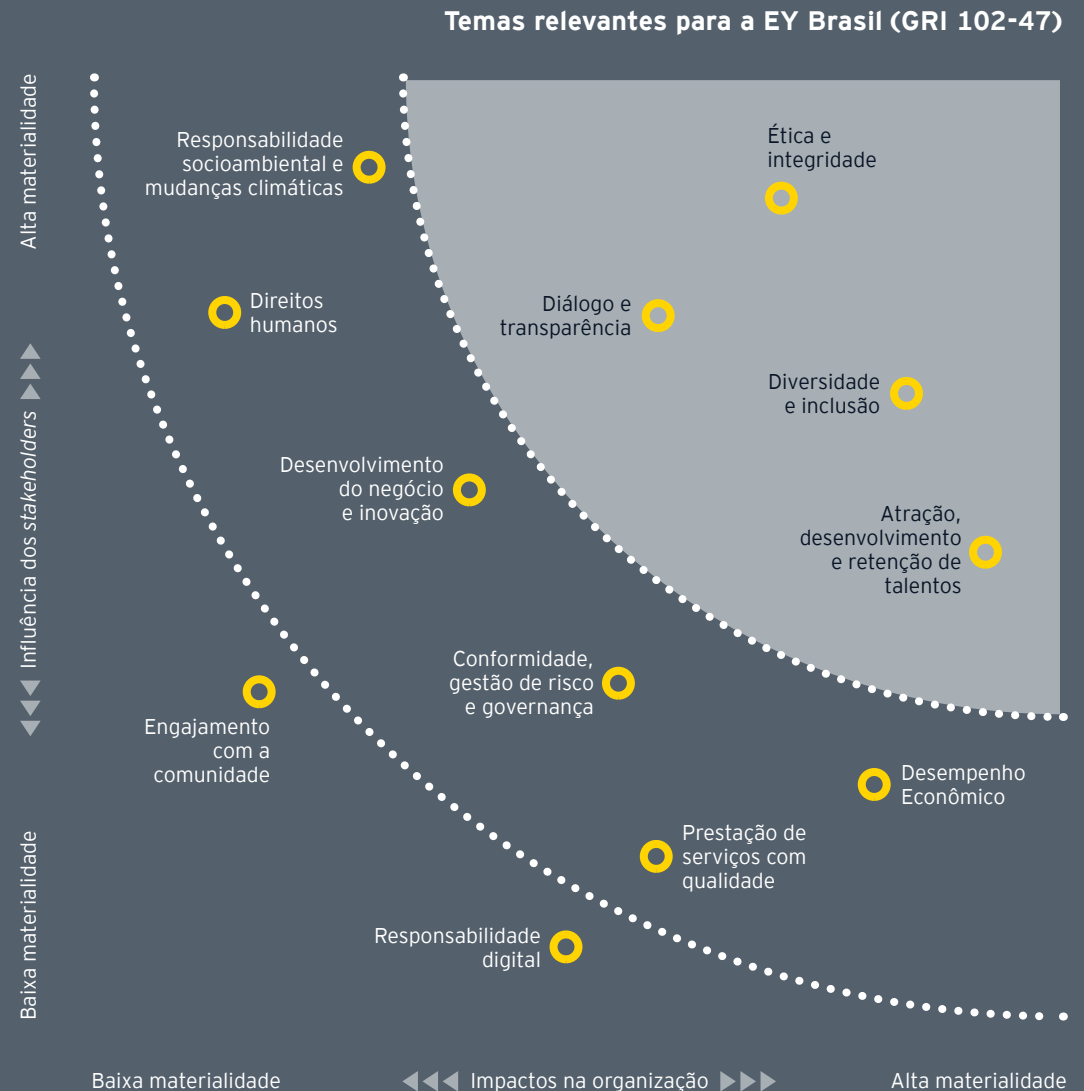 Temas relevantes para a EY Brasil (GRI 102-47)
Alta materialidade
Influência dos stakeholders
Baixa materialidade
Responsabilidade
socioambiental e
mudanças climáticas
Ética e
integridade
Direitos
humanos
Diálogo e
transparência
Diversidade
e inclusão
Desenvolvimento
do negócio
e inovação
Atração,
desenvolvimento
e retenção de
talentos
Conformidade,
gestão de risco
e governança
Engajamento
com a
comunidade
Desempenho
Econômico
Prestação de
serviços com
qualidade
Responsabilidade
digital
Baixa materialidade
Impactos na organização
Alta materialidade